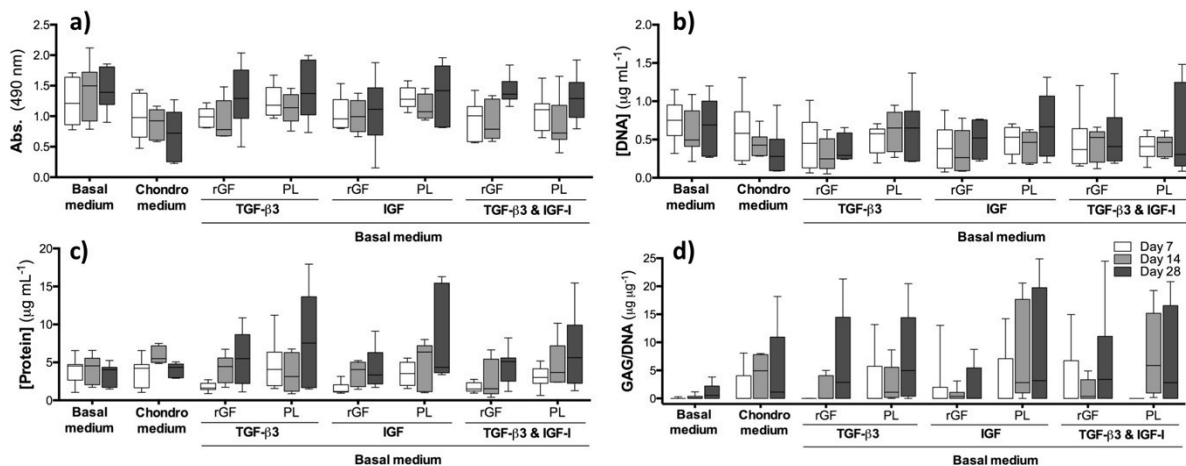 a)
Abs. (490 nm)
2.5
2.0
1.5
1.0
0.5
0.0
Basal medium
Chondro medium
rGF PL rGF PL rGF PL
TGF-β3 IGF TGF-β3 & IGF-I
Basal medium
b)
[DNA] (µg mL⁻¹)
2.0
1.5
1.0
0.5
0.0
Basal medium
Chondro medium
rGF PL rGF PL rGF PL
TGF-β3 IGF TGF-β3 & IGF-I
Basal medium
c)
[Protein] (µg mL⁻¹)
20
15
10
5
0
Basal medium
Chondro medium
rGF PL rGF PL rGF PL
TGF-β3 IGF TGF-β3 & IGF-I
Basal medium
d)
GAG/DNA (µg µg⁻¹)
25
20
15
10
5
0
Day 7
Day 14
Day 28
Basal medium
Chondro medium
rGF PL rGF PL rGF PL
TGF-β3 IGF TGF-β3 & IGF-I
Basal medium